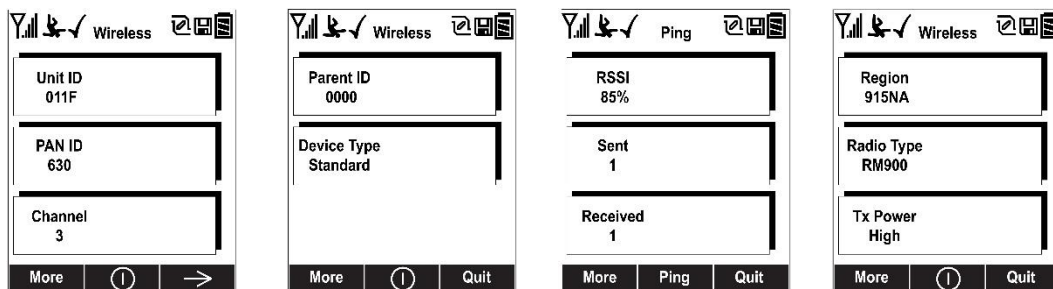 Wireless
Unit ID
011F
PAN ID
630
Channel
3
More
Wireless
Parent ID
0000
Device Type
Standard
More Quit
Ping
RSSI
85%
Sent
1
Received
1
More Ping Quit
Wireless
Region
915NA
Radio Type
RM900
Tx Power
High
More Quit